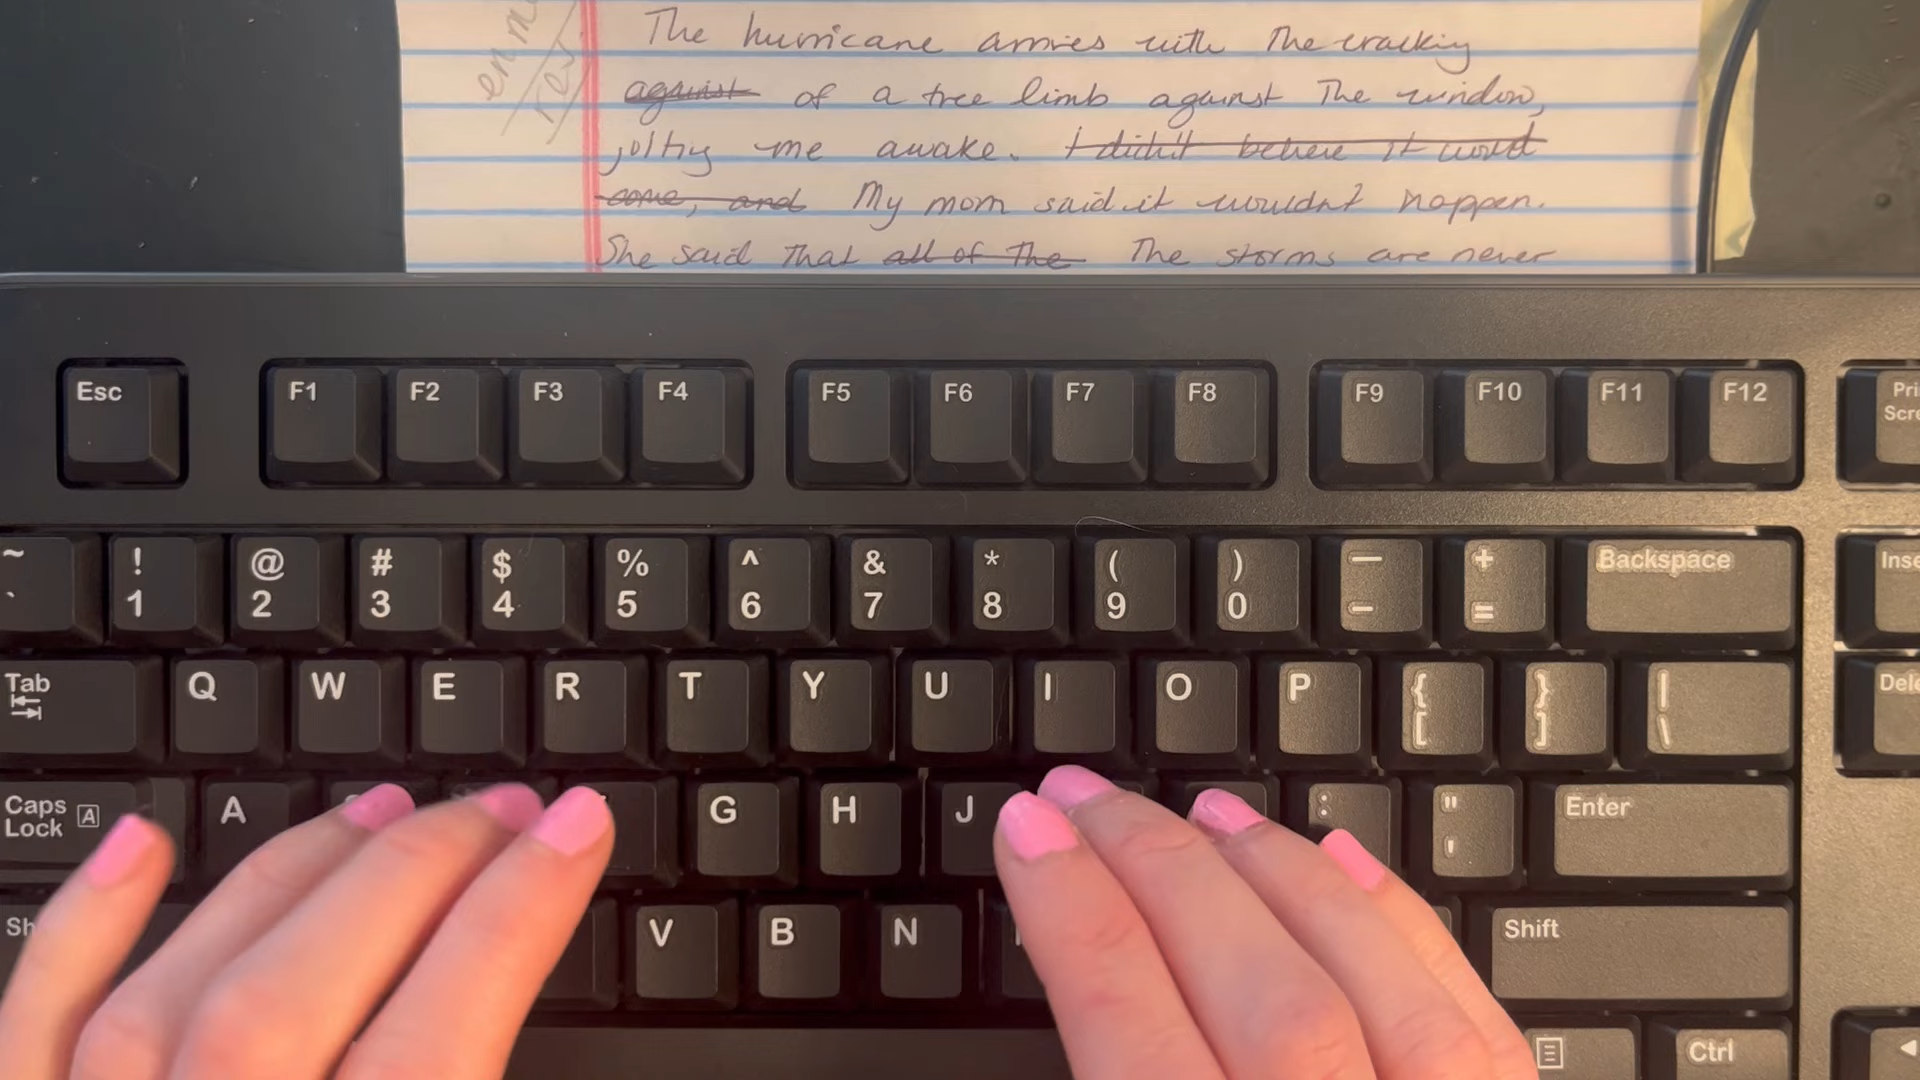 The hurricane arrives with The cracking
against of a tree limb against The window,
jolting me awake. I didn't believe it would
come, and My mom said it wouldn't happen.
She said that all of the The storms are never
Esc F1 F2 F3 F4 F5 F6 F7 F8 F9 F10 F11 F12
~ ! @ # $ % ^ & * ( ) — + Backspace
` 1 2 3 4 5 6 7 8 9 0 - =
Tab Q W E R T Y U I O P { } |
[ ] \
Caps Lock A A G H J : " Enter
'
V B N Shift
Ctrl